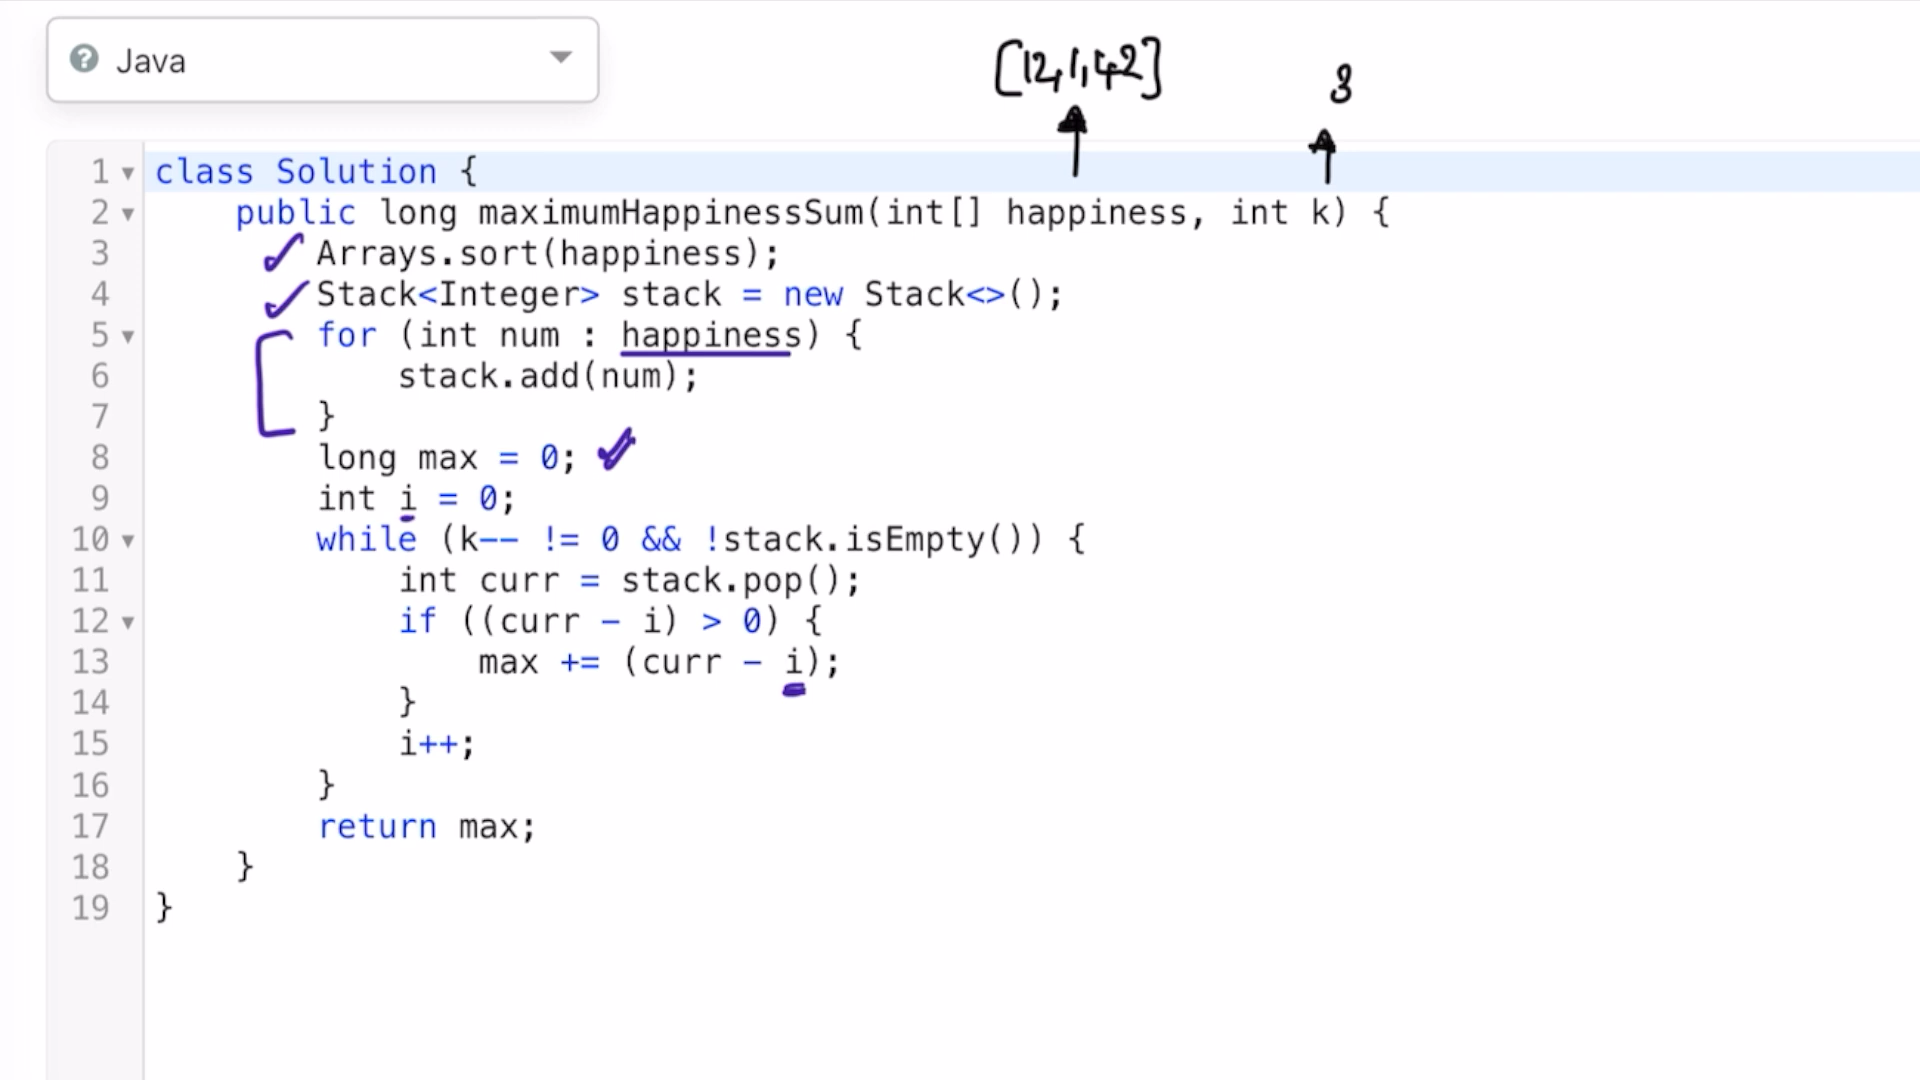 Java
[12,1,42]
3
1 class Solution {
2 public long maximumHappinessSum(int[] happiness, int k) {
3 Arrays.sort(happiness);
4 Stack<Integer> stack = new Stack<>();
5 for (int num : happiness) {
6 stack.add(num);
7 }
8 long max = 0;
9 int i = 0;
10 while (k-- != 0 && !stack.isEmpty()) {
11 int curr = stack.pop();
12 if ((curr - i) > 0) {
13 max += (curr - i);
14 }
15 i++;
16 }
17 return max;
18 }
19 }